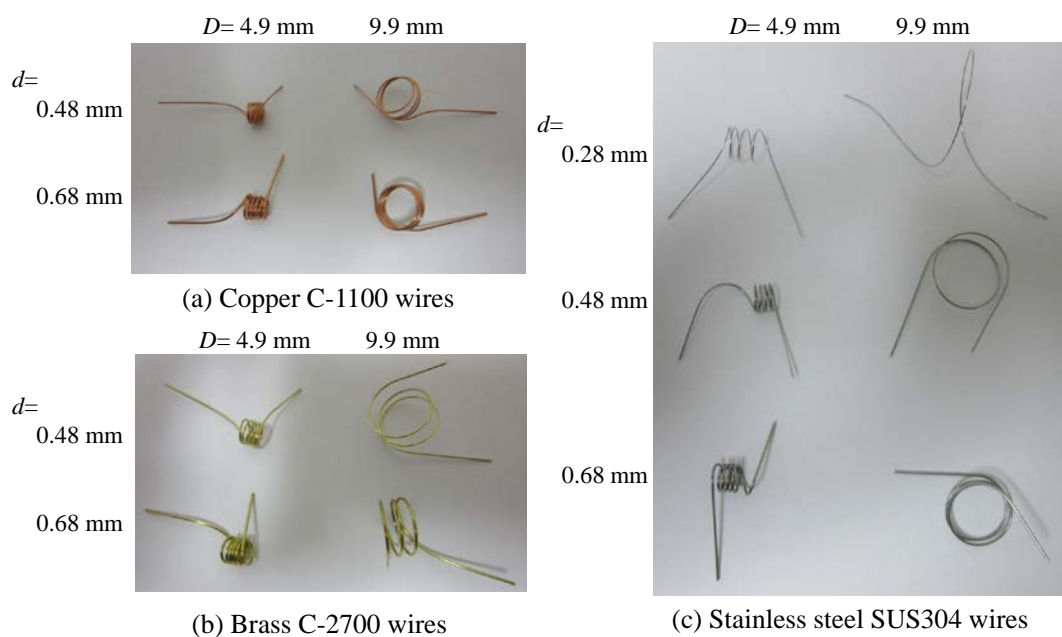 D= 4.9 mm 9.9 mm
d=
0.48 mm
0.68 mm
(a) Copper C-1100 wires
D= 4.9 mm 9.9 mm
d=
0.48 mm
0.68 mm
(b) Brass C-2700 wires
D= 4.9 mm 9.9 mm
d=
0.28 mm
0.48 mm
0.68 mm
(c) Stainless steel SUS304 wires